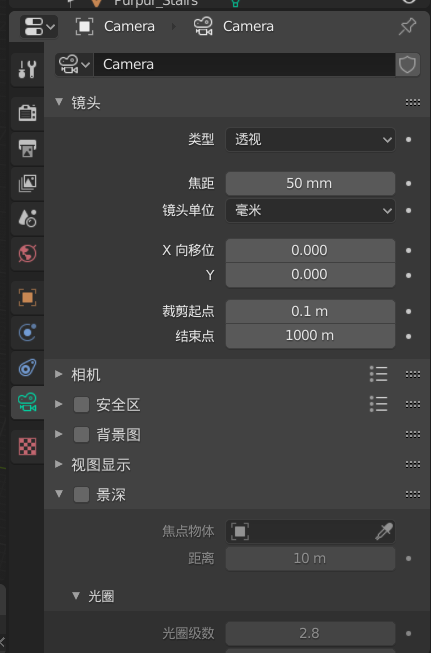 Purpur_Stairs
Camera Camera
Camera
镜头
类型 透视
焦距 50 mm
镜头单位 毫米
X 向移位 0.000
Y 0.000
裁剪起点 0.1 m
结束点 1000 m
相机
安全区
背景图
视图显示
景深
焦点物体
距离 10 m
光圈
光圈级数 2.8